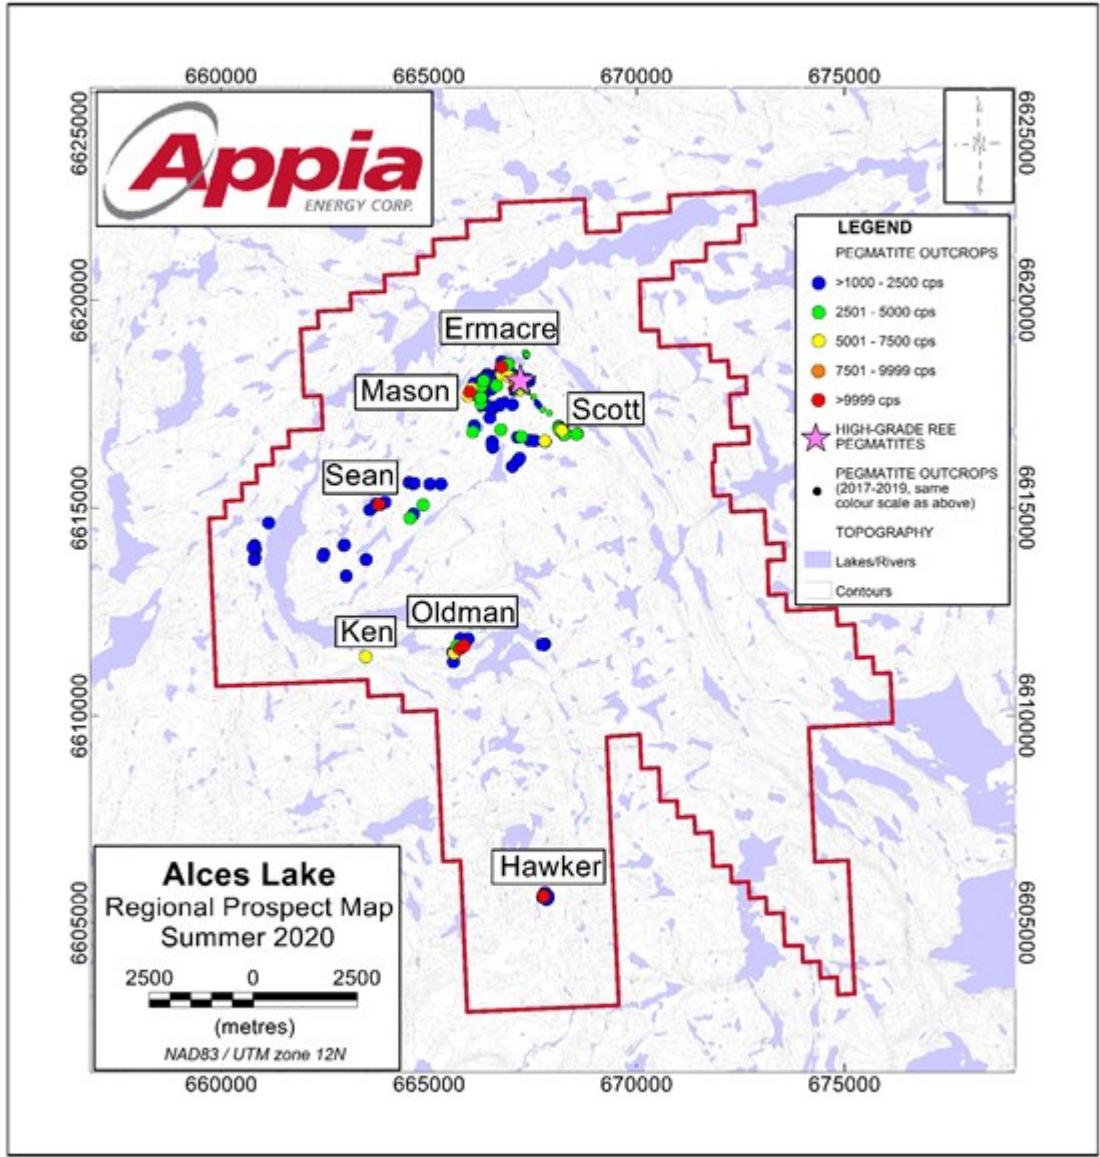 660000 665000 670000 675000
6625000
6620000
6615000
6610000
6605000
Appia
ENERGY CORP.
6625000
6620000
6615000
6610000
6605000
LEGEND
PEGMATITE OUTCROPS
>1000 - 2500 cps
2501 - 5000 cps
5001 - 7500 cps
7501 - 9999 cps
>9999 cps
HIGH-GRADE REE
PEGMATITES
PEGMATITE OUTCROPS
(2017-2019, same
colour scale as above)
TOPOGRAPHY
Lakes/Rivers
Contours
Ermacre
Mason
Scott
Sean
Oldman
Ken
Hawker
Alces Lake
Regional Prospect Map
Summer 2020
2500 0 2500
(metres)
NAD83 / UTM zone 12N
660000 665000 670000 675000